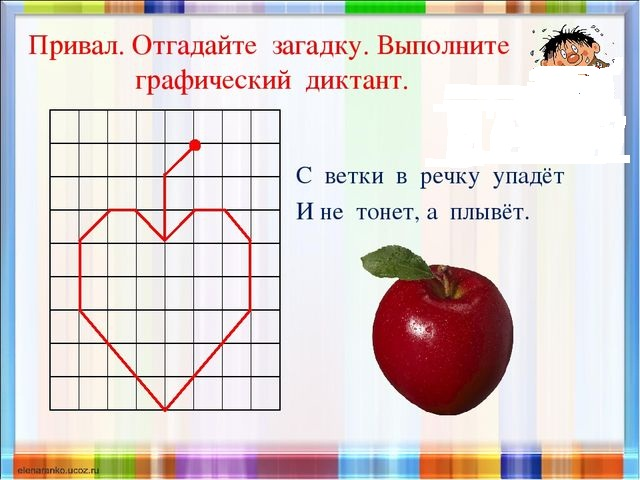 Привал. Отгадайте загадку. Выполните
графический диктант.
С ветки в речку упадёт
И не тонет, а плывёт.
elenaranko.ucoz.ru